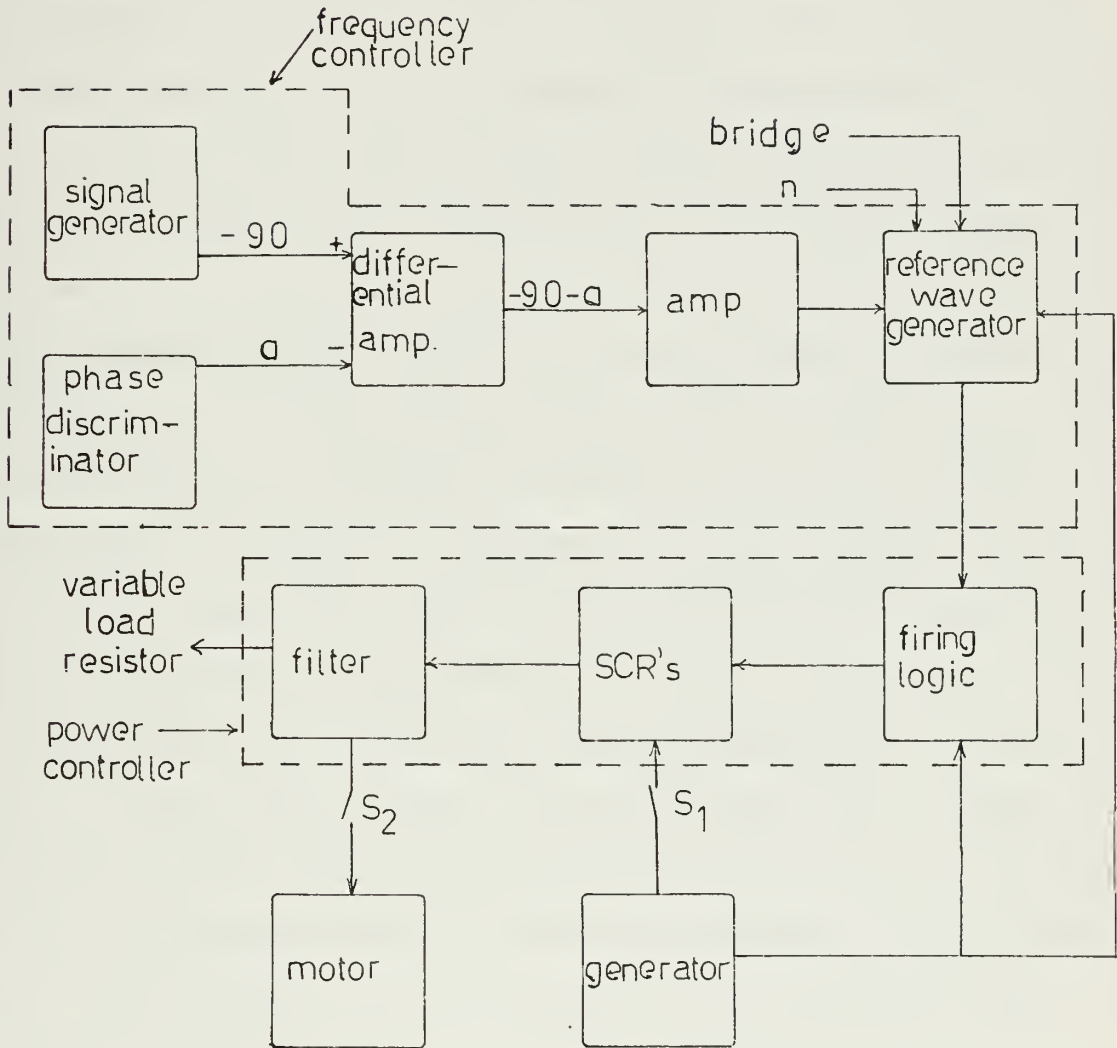 frequency
controller
bridge
n
signal
generator
-90
+
differ-
ential
amp.
-90-a
amp
reference
wave
generator
a
-
phase
discrim-
inator
variable
load
resistor
filter
SCR's
firing
logic
power
controller
S2
S1
motor
generator